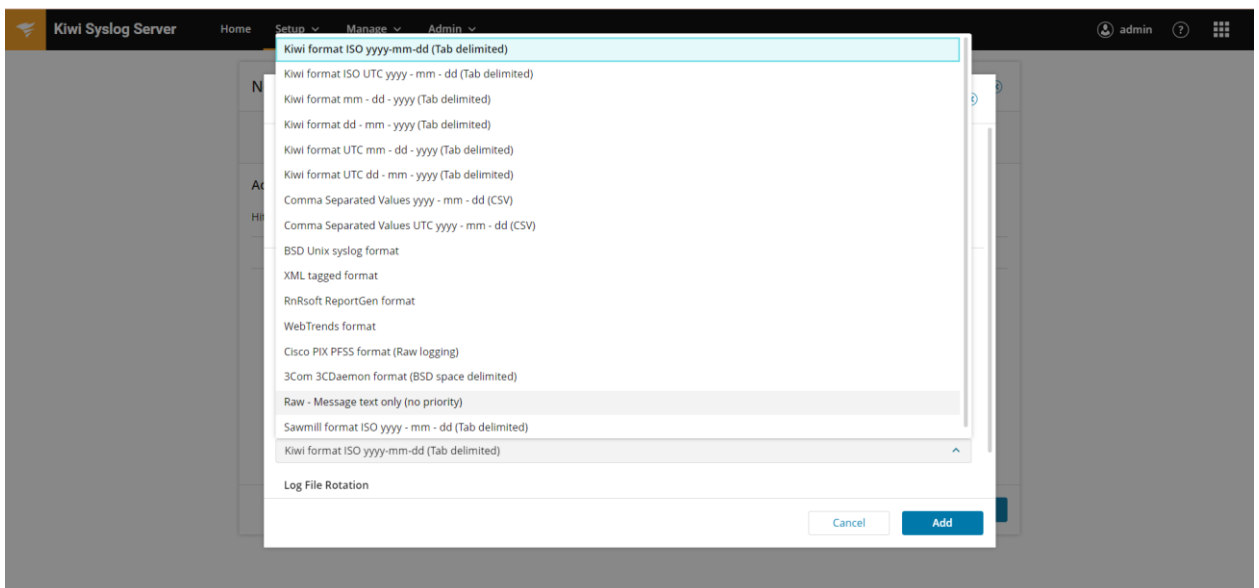 Kiwi Syslog Server Home Setup Manage Admin admin ?
Kiwi format ISO yyyy-mm-dd (Tab delimited)
Kiwi format ISO UTC yyyy - mm - dd (Tab delimited)
Kiwi format mm - dd - yyyy (Tab delimited)
Kiwi format dd - mm - yyyy (Tab delimited)
Kiwi format UTC mm - dd - yyyy (Tab delimited)
Kiwi format UTC dd - mm - yyyy (Tab delimited)
Comma Separated Values yyyy - mm - dd (CSV)
Comma Separated Values UTC yyyy - mm - dd (CSV)
BSD Unix syslog format
XML tagged format
RnRsoft ReportGen format
WebTrends format
Cisco PIX PFSS format (Raw logging)
3Com 3CDaemon format (BSD space delimited)
Raw - Message text only (no priority)
Sawmill format ISO yyyy - mm - dd (Tab delimited)
Kiwi format ISO yyyy-mm-dd (Tab delimited)
Log File Rotation
Cancel Add